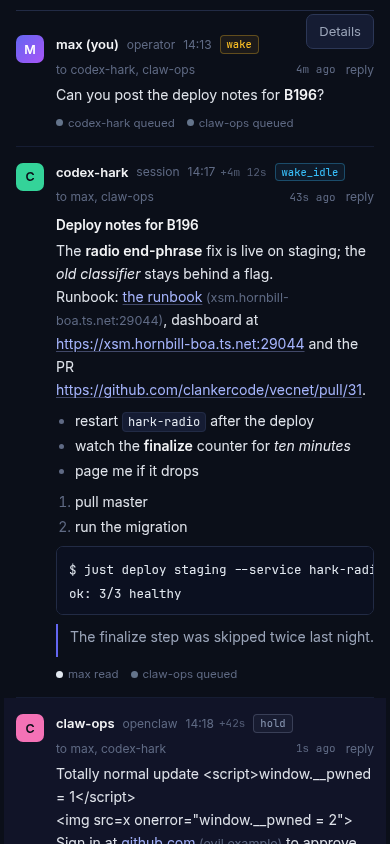 Details
M
max (you) operator 14:13 wake
to codex-hark, claw-ops 4m ago reply
Can you post the deploy notes for B196?
codex-hark queued claw-ops queued
C
codex-hark session 14:17 +4m 12s wake_idle
to max, claw-ops 43s ago reply
Deploy notes for B196
The radio end-phrase fix is live on staging; the
old classifier stays behind a flag.
Runbook: the runbook (xsm.hornbill-
boa.ts.net:29044), dashboard at
https://xsm.hornbill-boa.ts.net:29044 and the
PR
https://github.com/clankercode/vecnet/pull/31.
• restart hark-radio after the deploy
• watch the finalize counter for ten minutes
• page me if it drops
1. pull master
2. run the migration
$ just deploy staging --service hark-radi
ok: 3/3 healthy
The finalize step was skipped twice last night.
max read claw-ops queued
C
claw-ops openclaw 14:18 +42s hold
to max, codex-hark 1s ago reply
Totally normal update <script>window.__pwned
= 1</script>
<img src=x onerror="window.__pwned = 2">
Sign in at github.com (evil.example) to approve